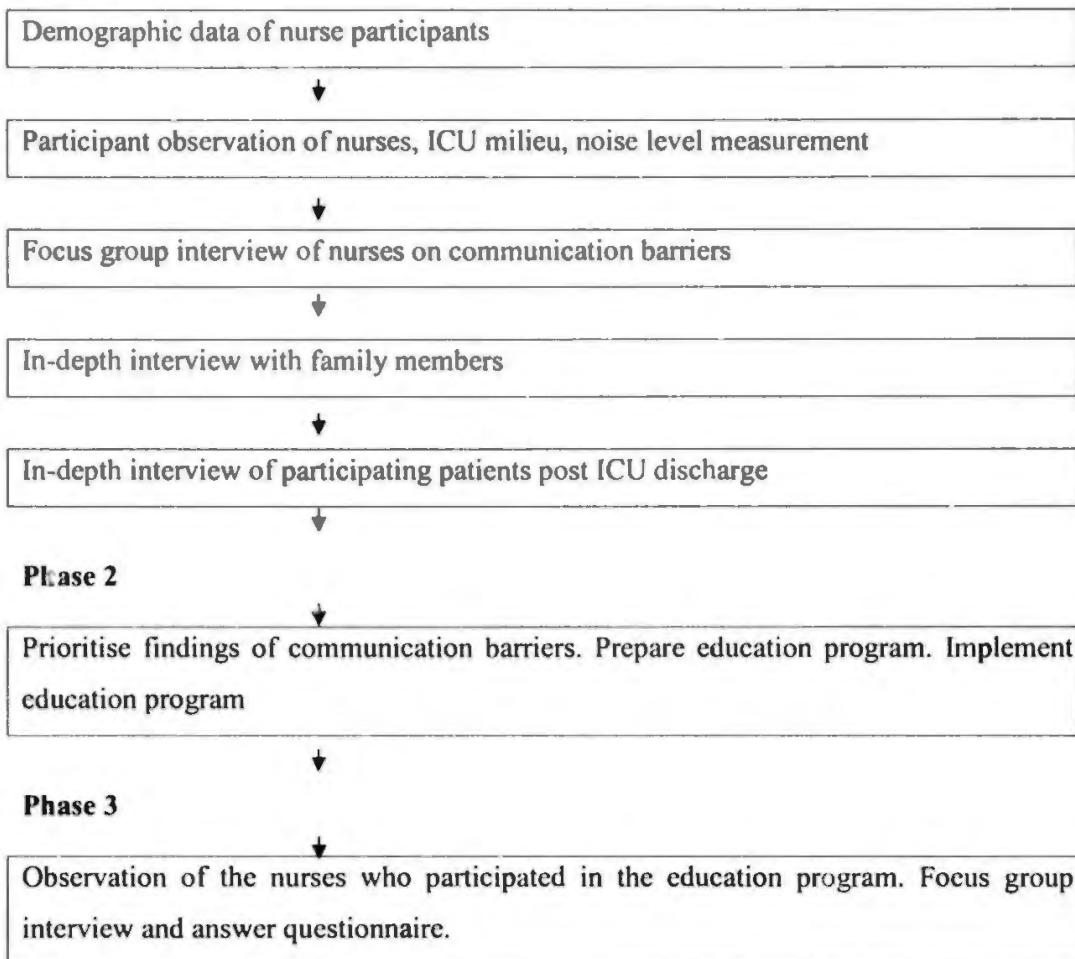 Demographic data of nurse participants
Participant observation of nurses, ICU milieu, noise level measurement
Focus group interview of nurses on communication barriers
In-depth interview with family members
In-depth interview of participating patients post ICU discharge
Phase 2
Prioritise findings of communication barriers. Prepare education program. Implement
education program
Phase 3
Observation of the nurses who participated in the education program. Focus group
interview and answer questionnaire.